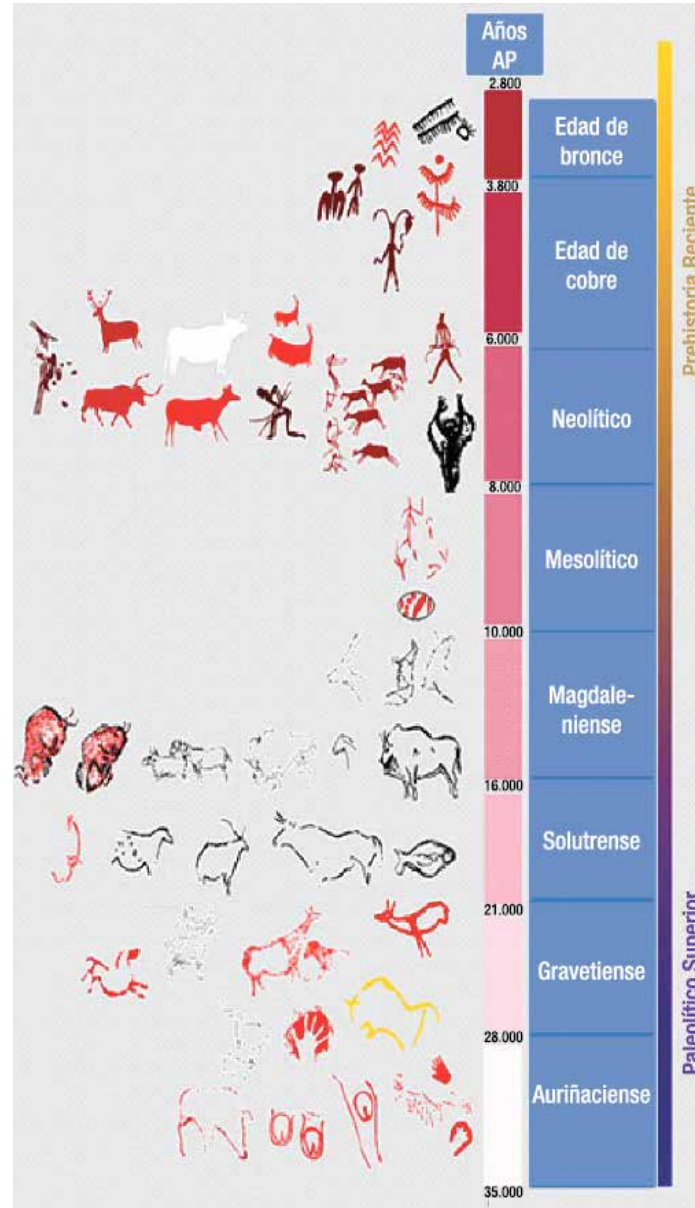 Años
AP
2.800
Edad de
bronce
3.800
Edad de
cobre
6.000
Neolítico
8.000
Mesolítico
10.000
Magdale-
niense
16.000
Solutrense
21.000
Gravetiense
28.000
Auriñaciense
35.000
Prehistoria Reciente
Paleolítico Superior